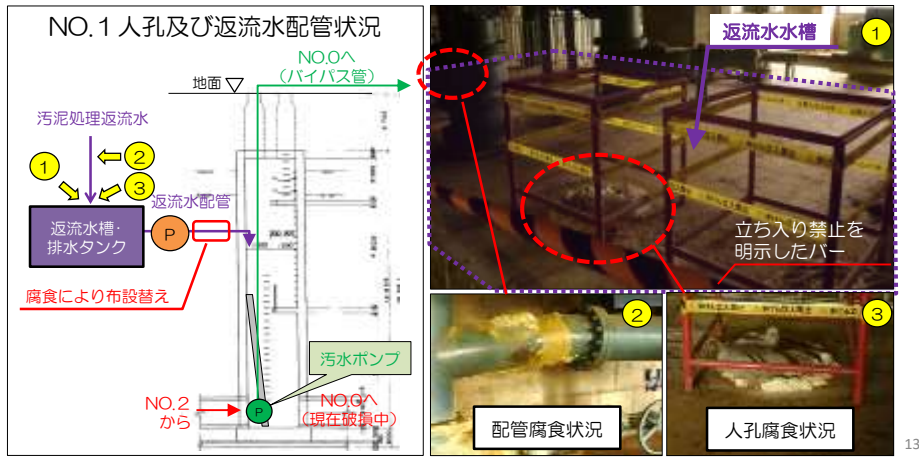 NO.1人孔及び返流水配管状況
NO.0へ
(バイパス管)
地面
汚泥処理返流水
①
②
③
返流水配管
返流水槽・
排水タンク
P
腐食により布設替え
汚水ポンプ
NO.2
から
P
NO.0へ
(現在破損中)
返流水水槽
①
立ち入り禁止を
明示したバー
②
配管腐食状況
③
人孔腐食状況
13